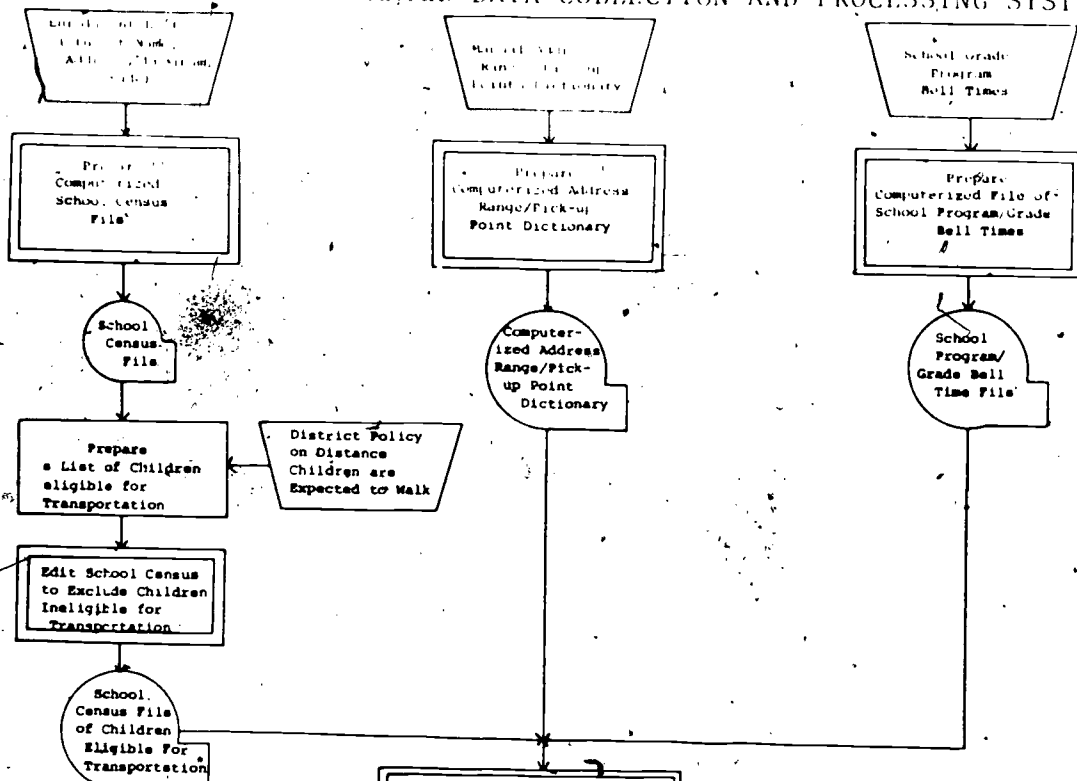 DATA COLLECTION AND PROCESSING SYST
School Grade
Program
Bell Times
Dictionary
Computerized
School Census
File
Prepare
Computerized Address
Range/Pick-up
Point Dictionary
Prepare
Computerized File of
School Program/Grade
Bell Times
School
Census
File
Computer-
ized Address
Range/Pick-
up Point
Dictionary
School
Program/
Grade Bell
Time File
Prepare
a List of Children
eligible for
Transportation
District Policy
on Distance
Children are
Expected to Walk
Edit School Census
to Exclude Children
Ineligible for
Transportation
School
Census File
of Children
Eligible For
Transportation